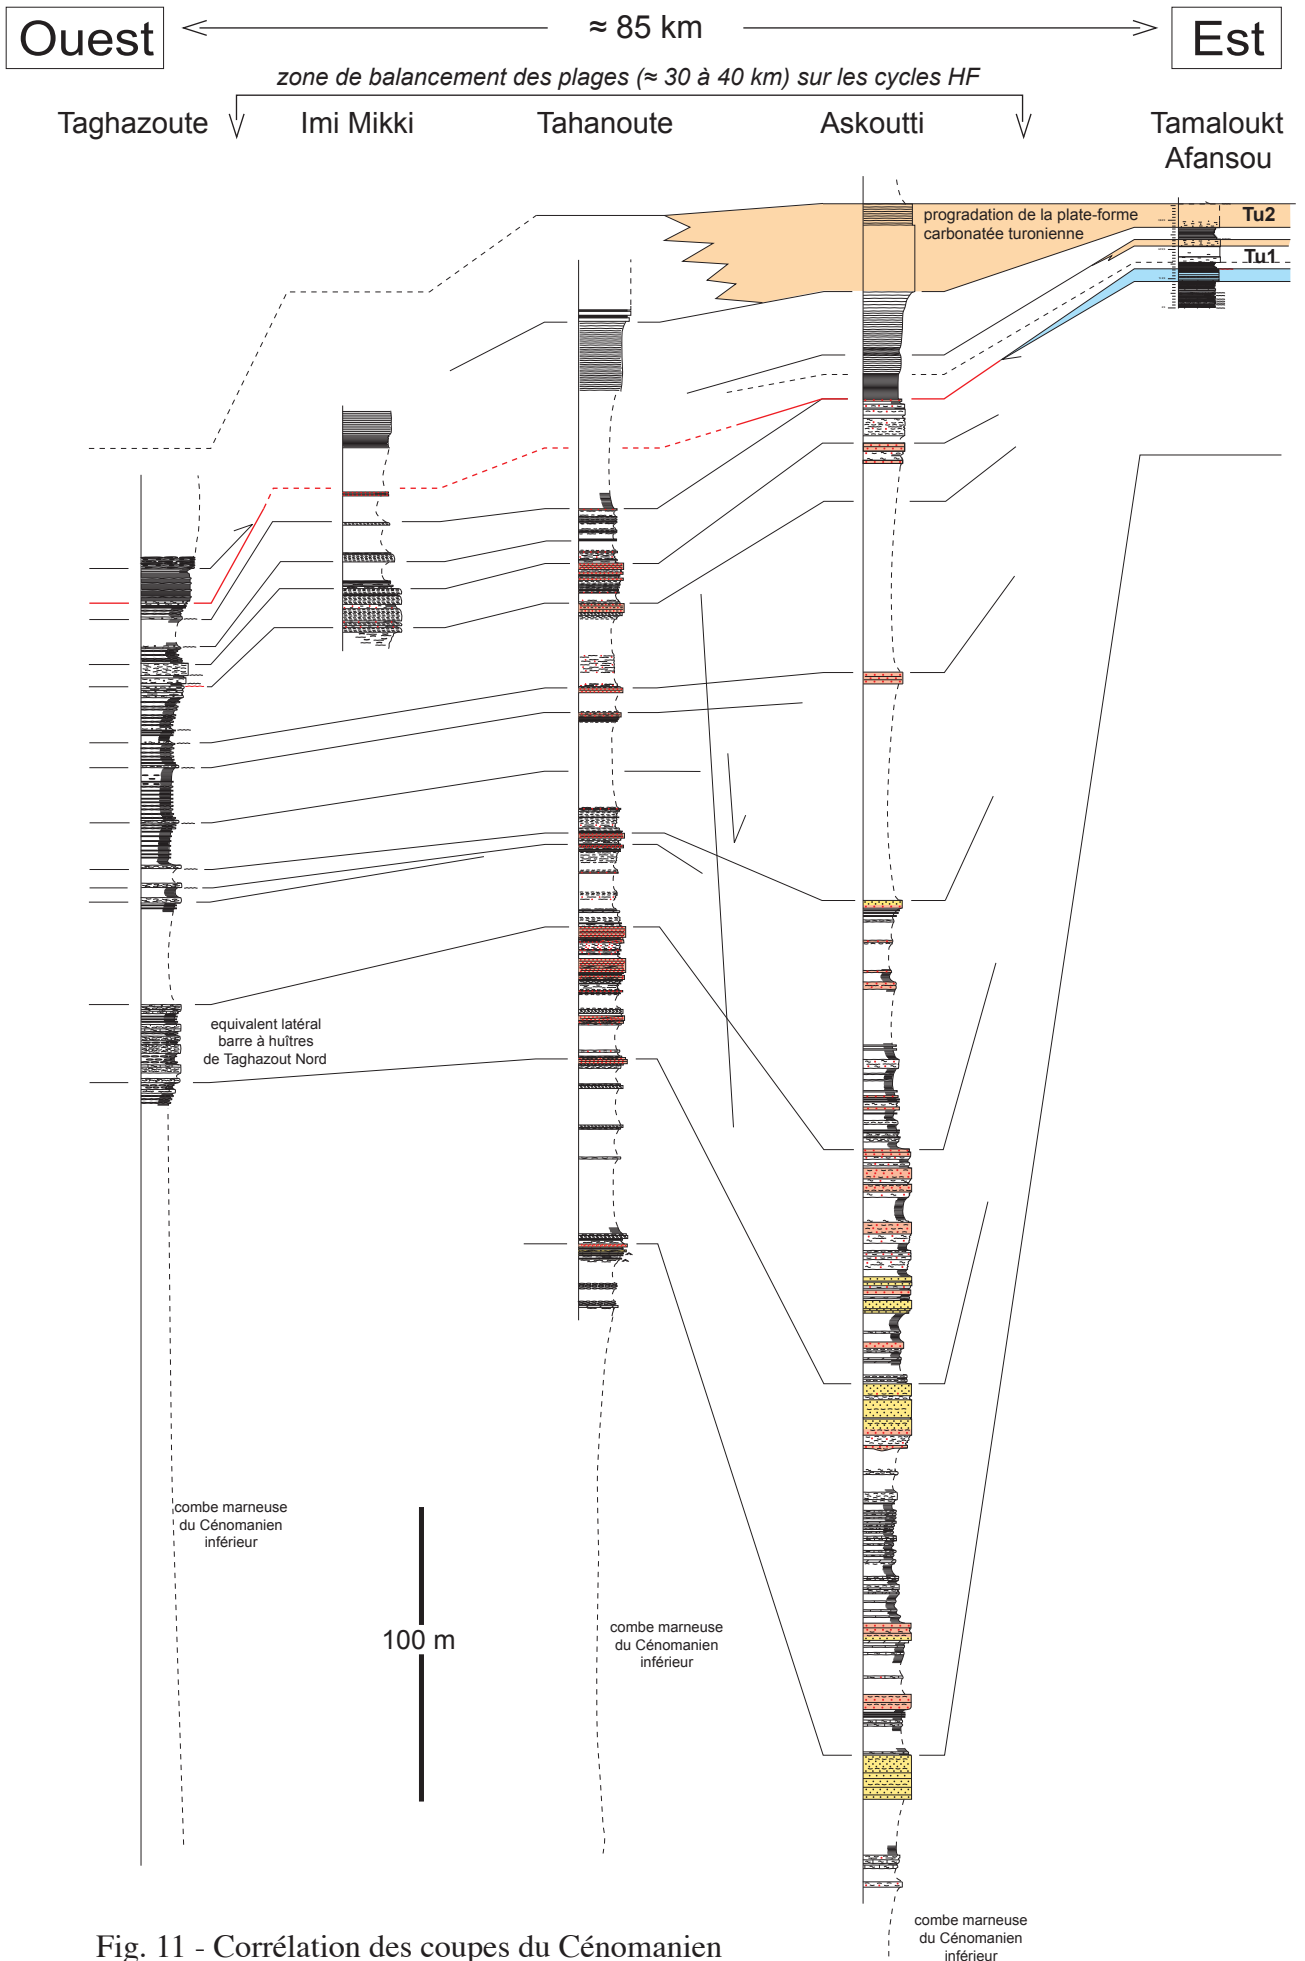 Ouest
≈ 85 km
Est
zone de balancement des plages (≈ 30 à 40 km) sur les cycles HF
Taghazoute
Imi Mikki
Tahanoute
Askoutti
Tamaloukt
Afansou
progradation de la plate-forme
carbonatée turonienne
Tu2
Tu1
equivalent latéral
barre à huîtres
de Taghazout Nord
combe marneuse
du Cénomanien
inférieur
100 m
combe marneuse
du Cénomanien
inférieur
combe marneuse
du Cénomanien
inférieur
Fig. 11 - Corrélation des coupes du Cénomanien